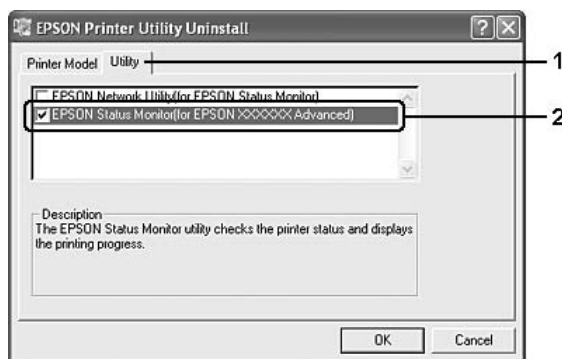 EPSON Printer Utility Uninstall
Printer Model Utility
1
EPSON Network Utility(for EPSON Status Monitor)
EPSON Status Monitor(for EPSON XXXXXX Advanced)
2
Description
The EPSON Status Monitor utility checks the printer status and displays
the printing progress.
OK Cancel